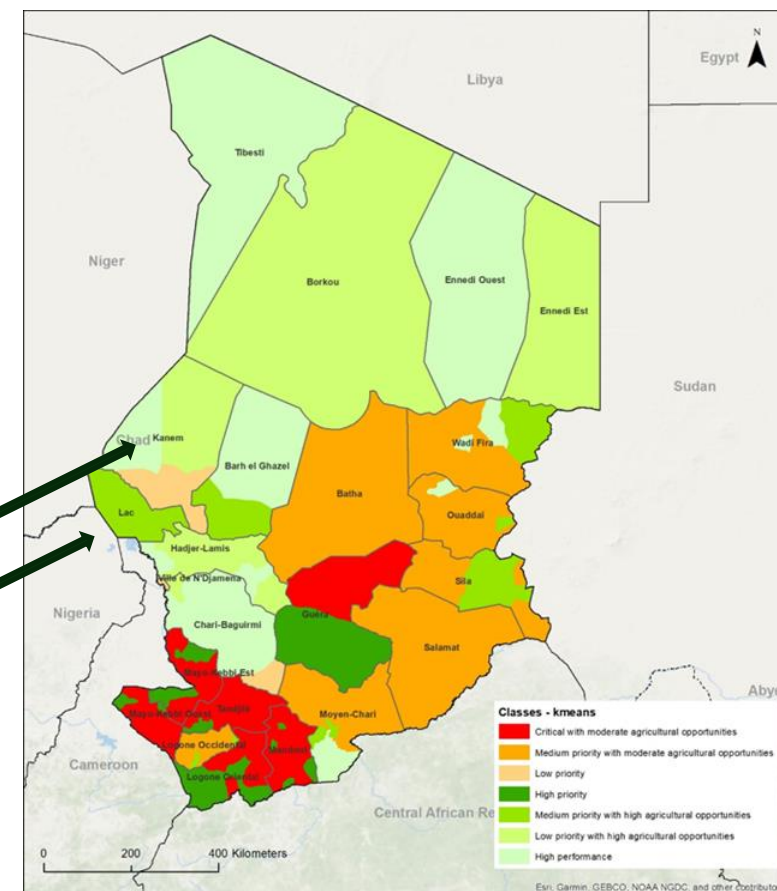 N
Egypt
Libya
Tibesti
Niger
Borkou
Ennedi Ouest
Ennedi Est
Sudan
Chad
Kanem
Wadi Fira
Barh el Ghazel
Batha
Lac
Ouaddai
Hadjer-Lamis
Ville de N'Djamena
Sila
Nigeria
Guéra
Chari-Baguirmi
Salamat
Mayo-Kebbi Est
Abye
Mayo-Kebbi Ouest
Tandjilé
Moyen-Chari
Logone Occidental
Mandoul
Cameroon
Logone Oriental
Central African Re
Classes - kmeans
Critical with moderate agricultural opportunities
Medium priority with moderate agricultural opportunities
Low priority
High priority
Medium priority with high agricultural opportunities
Low priority with high agricultural opportunities
High performance
0 200 400 Kilometers
Esri, Garmin, GEBCO, NOAA NGDC, and other contributo